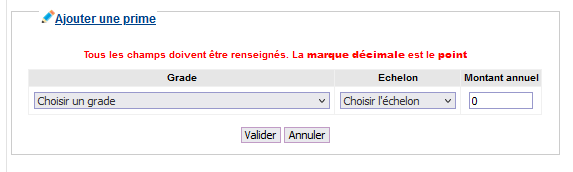 Ajouter une prime
Tous les champs doivent être renseignés. La marque décimale est le point
Grade Echelon Montant annuel
Choisir un grade Choisir l'échelon 0
Valider Annuler